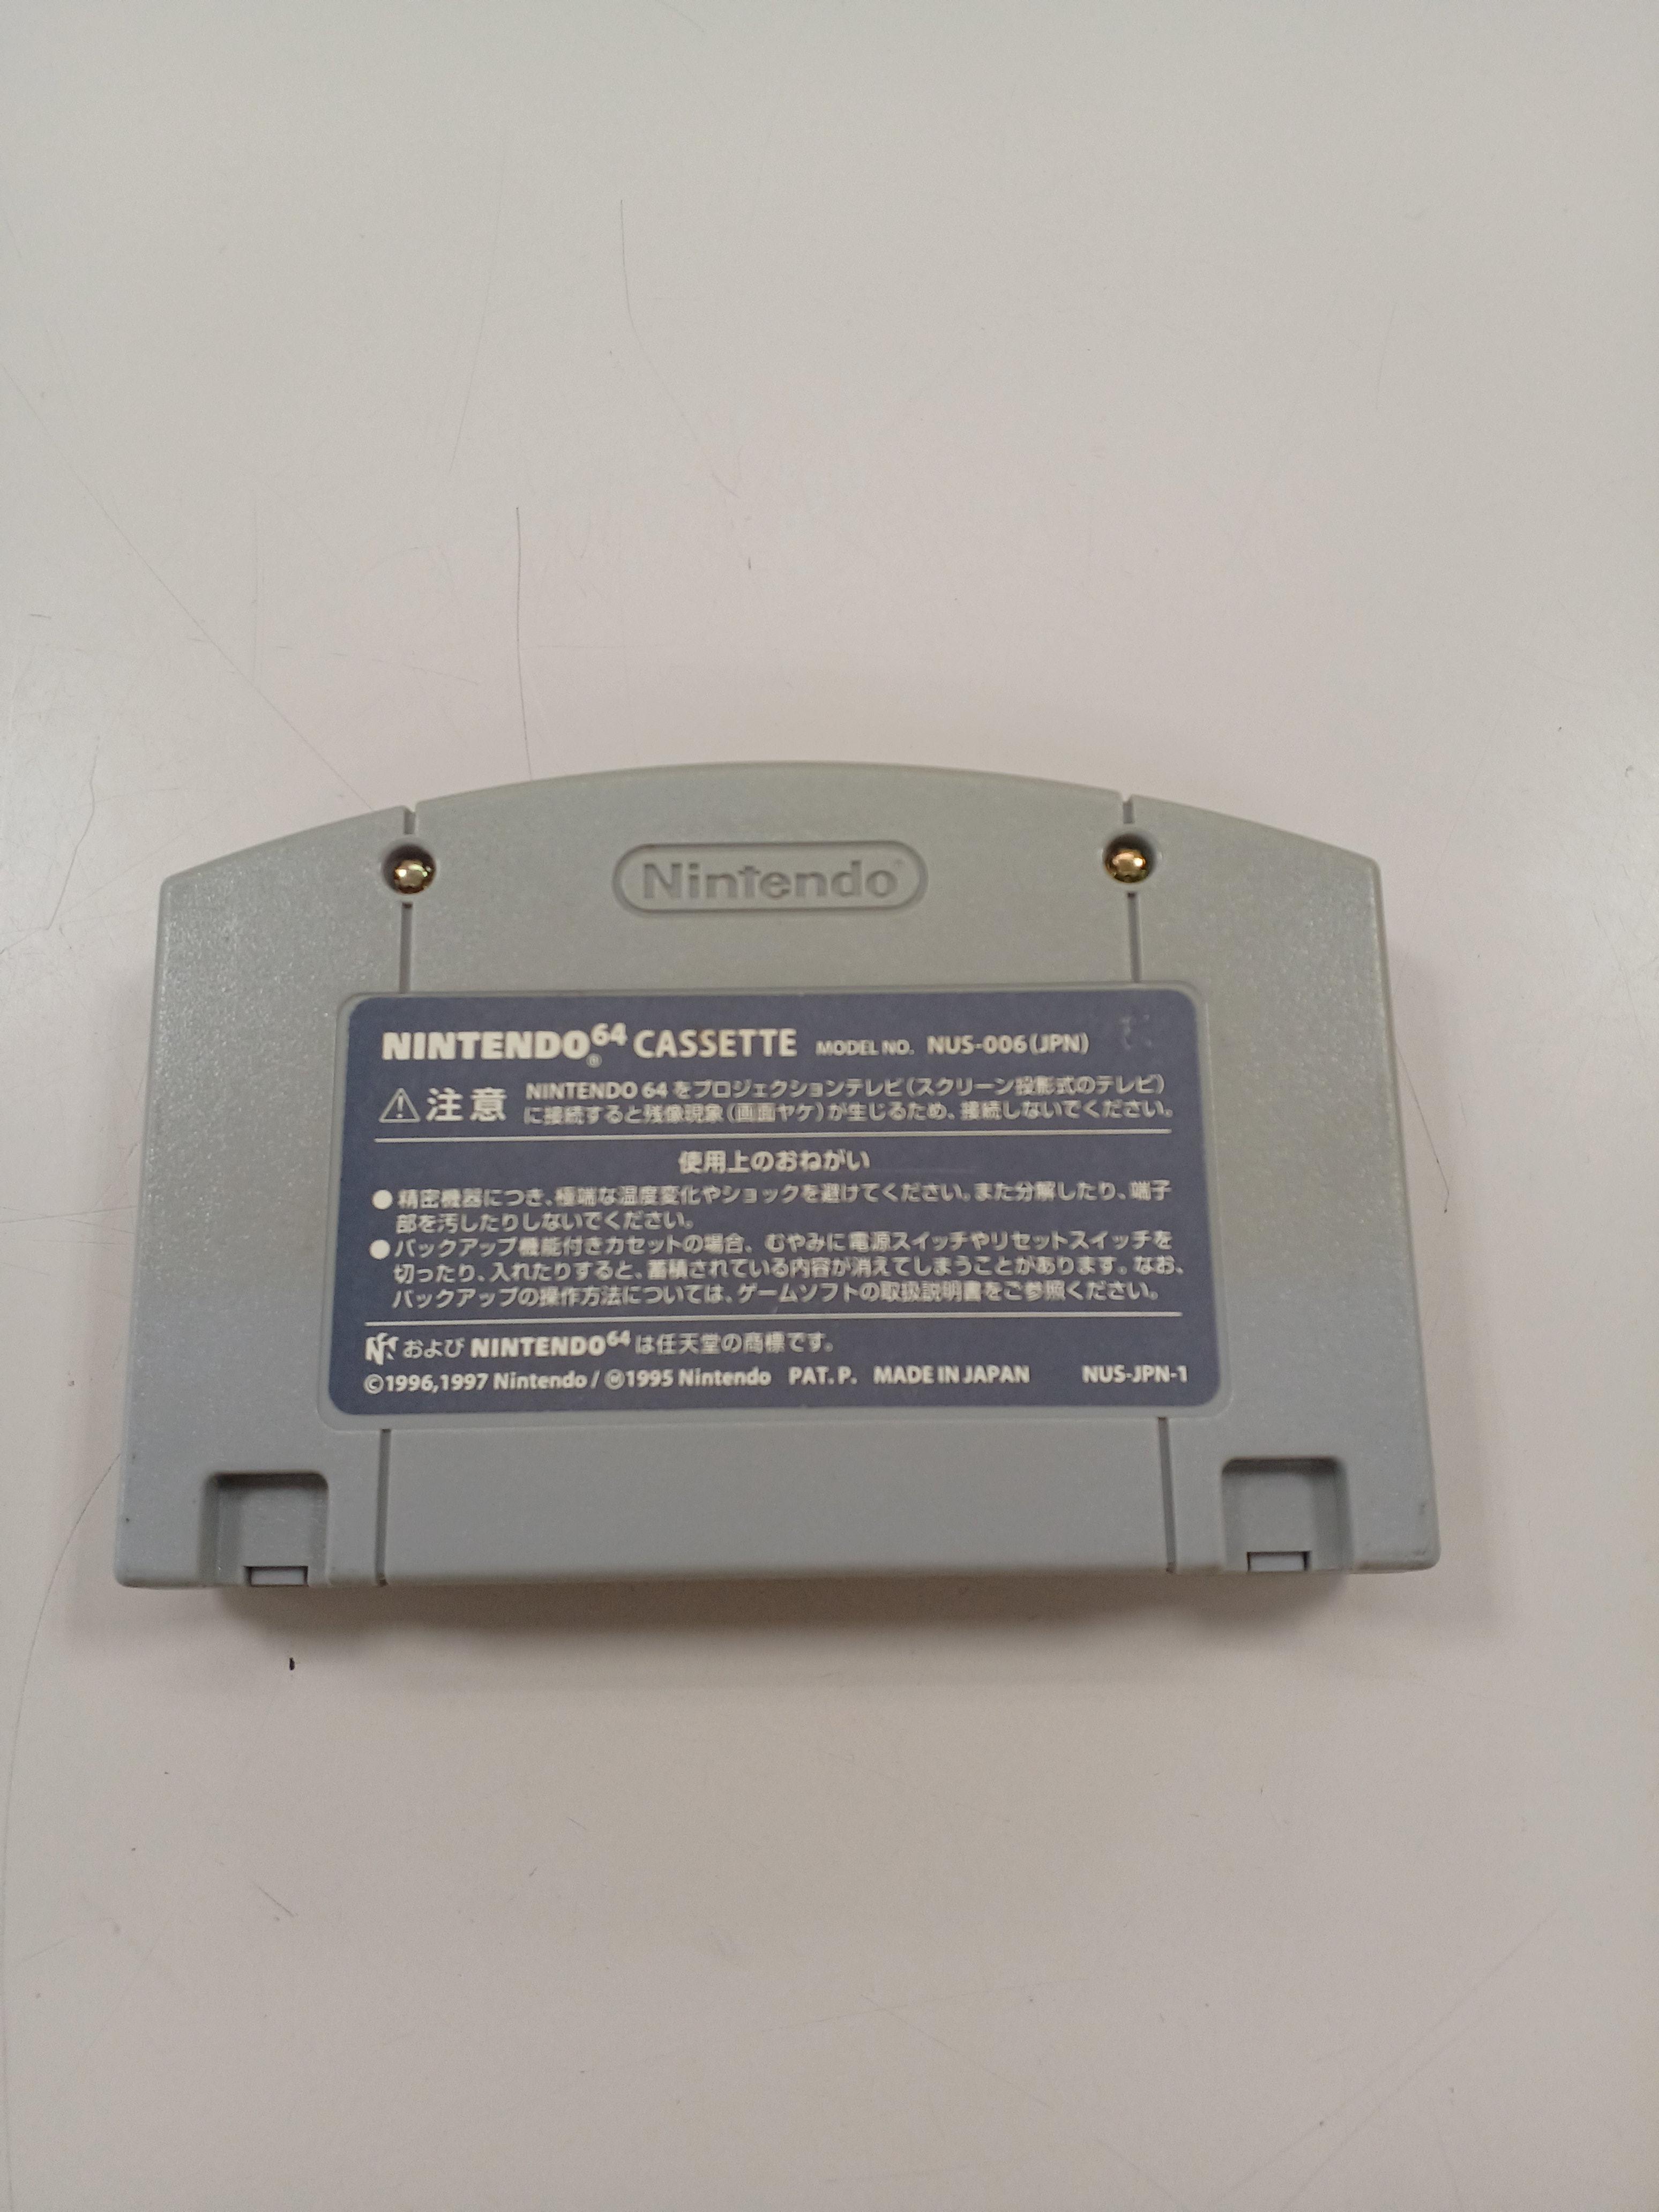 Nintendo®
NINTENDO64® CASSETTE MODEL NO. NUS-006(JPN)
⚠注意 NINTENDO 64 をプロジェクションテレビ(スクリーン投影式のテレビ)
に接続すると残像現象(画面ヤケ)が生じるため、接続しないでください。
使用上のおねがい
●精密機器につき、極端な温度変化やショックを避けてください。また分解したり、端子
部を汚したりしないでください。
●バックアップ機能付きカセットの場合、むやみに電源スイッチやリセットスイッチを
切ったり、入れたりすると、蓄積されている内容が消えてしまうことがあります。なお、
バックアップの操作方法については、ゲームソフトの取扱説明書をご参照ください。
および NINTENDO64 は任天堂の商標です。
©1996,1997 Nintendo / Ⓜ1995 Nintendo PAT.P. MADE IN JAPAN NUS-JPN-1